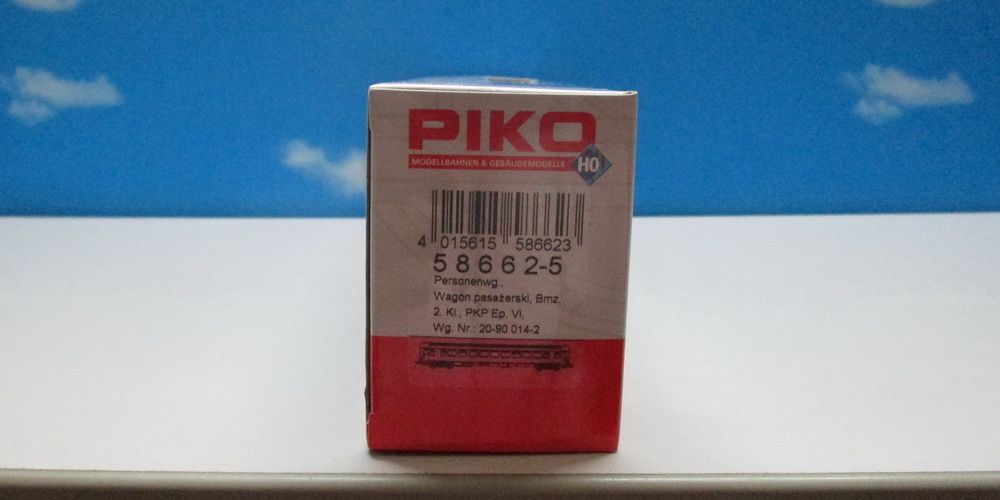 PIKO
MODELLBAHNEN & GEBÄUDEMODELLE H0
4 015615 586623
58662-5
Personenwg.,
Wagon pasażerski, Bmz,
2. Kl., PKP Ep. VI,
Wg. Nr.: 20-90 014-2